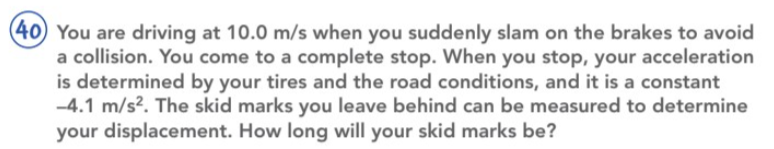 40 You are driving at 10.0 m/s when you suddenly slam on the brakes to avoid
a collision. You come to a complete stop. When you stop, your acceleration
is determined by your tires and the road conditions, and it is a constant
–4.1 m/s². The skid marks you leave behind can be measured to determine
your displacement. How long will your skid marks be?